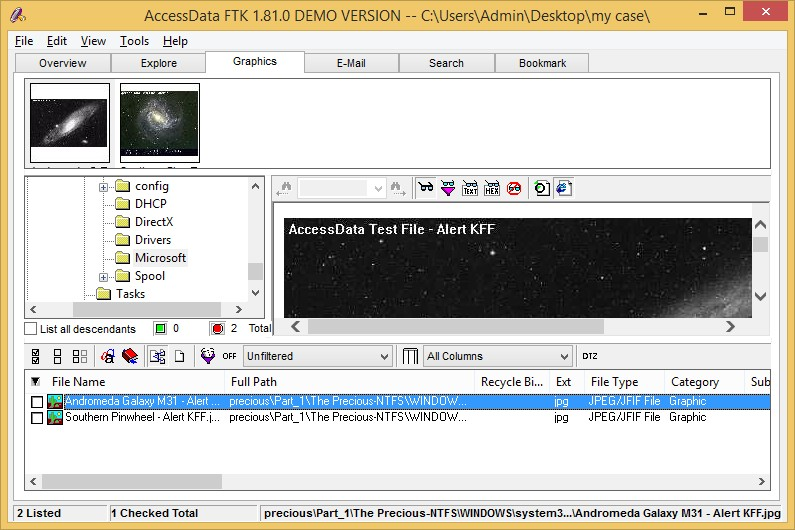 AccessData FTK 1.81.0 DEMO VERSION -- C:\Users\Admin\Desktop\my case\
File Edit View Tools Help
Overview Explore Graphics E-Mail Search Bookmark
config
DHCP
DirectX
Drivers
Microsoft
Spool
Tasks
TEXT HEX
AccessData Test File - Alert KFF
List all descendants 0 2 Total
OFF Unfiltered All Columns DTZ
File Name Full Path Recycle Bi... Ext File Type Category Sub
Andromeda Galaxy M31 - Alert ... precious\Part_1\The Precious-NTFS\WINDOW... jpg JPEG/JFIF File Graphic
Southern Pinwheel - Alert KFF.j... precious\Part_1\The Precious-NTFS\WINDOW... jpg JPEG/JFIF File Graphic
2 Listed 1 Checked Total precious\Part_1\The Precious-NTFS\WINDOWS\system3...\Andromeda Galaxy M31 - Alert KFF.jpg